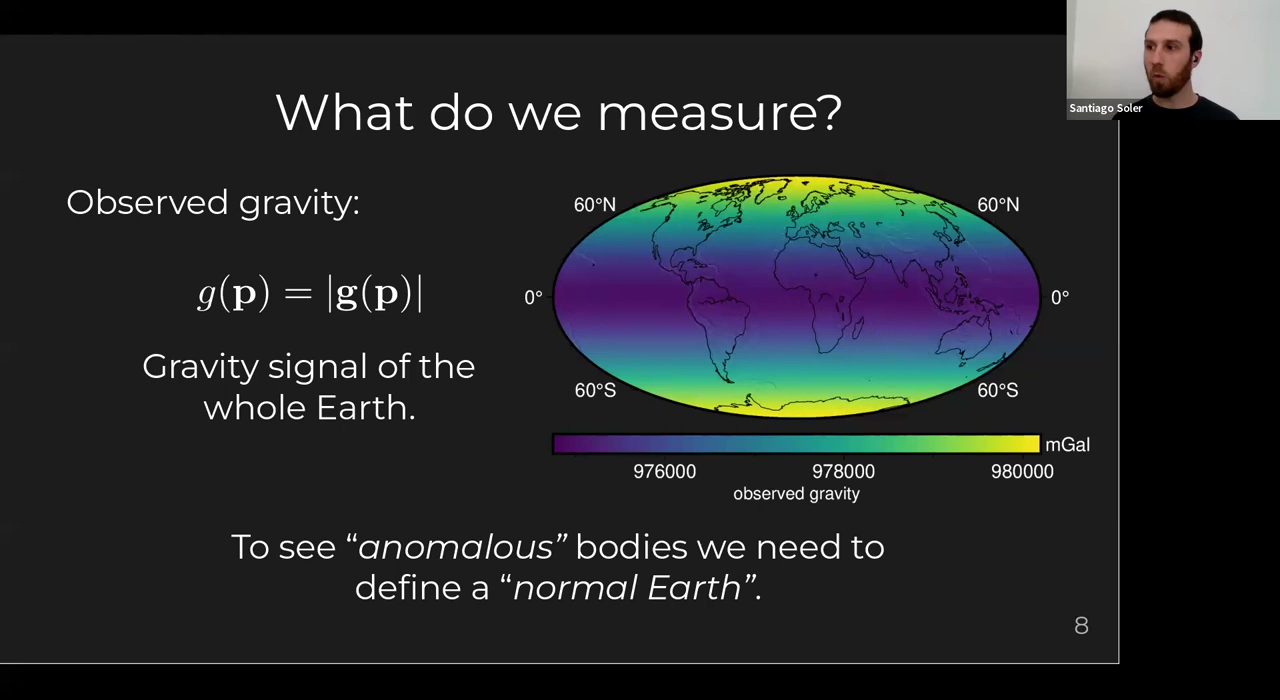 Santiago Soler
What do we measure?
Observed gravity:
g(p) = |g(p)|
Gravity signal of the
whole Earth.
60°N 60°N
0° 0°
60°S 60°S
mGal
976000 978000 980000
observed gravity
To see “anomalous” bodies we need to
define a “normal Earth”.
8